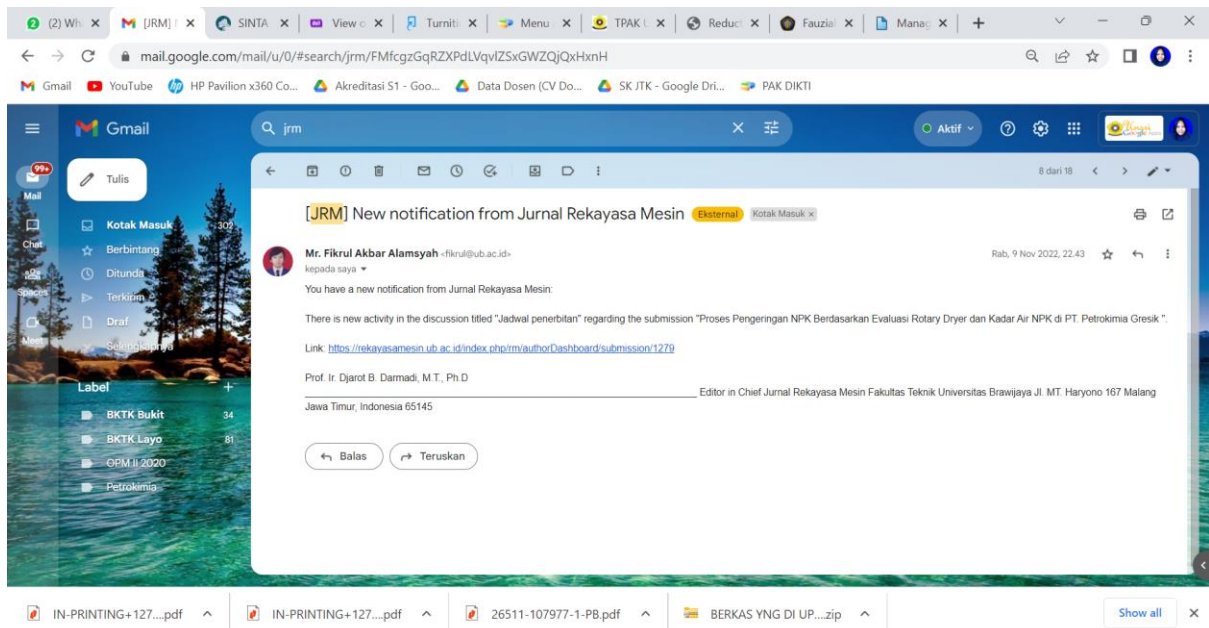 (2) Wh
[JRM] N
SINTA
View o
Turniti
Menu
TPAK L
Reduc
Fauzial
Manag
mail.google.com/mail/u/0/#search/jrm/FMfcgzGqRZXPdLVqvlZSxGWZQjQxHxnH
Gmail
YouTube
HP Pavilion x360 Co...
Akreditasi S1 - Goo...
Data Dosen (CV Do...
SK JTK - Google Dri...
PAK DIKTI
Gmail
jrm
Aktif
99+
Mail
Chat
Spaces
Meet
Tulis
Kotak Masuk 302
Berbintang
Ditunda
Terkirim
Draf
Selengkapnya
Label
BKTK Bukit 34
BKTK Layo 81
OPM II 2020
Petrokimia
8 dari 18
[JRM] New notification from Jurnal Rekayasa Mesin Eksternal Kotak Masuk
Mr. Fikrul Akbar Alamsyah <fikrul@ub.ac.id>
Rab, 9 Nov 2022, 22.43
kepada saya
You have a new notification from Jurnal Rekayasa Mesin:
There is new activity in the discussion titled "Jadwal penerbitan" regarding the submission "Proses Pengeringan NPK Berdasarkan Evaluasi Rotary Dryer dan Kadar Air NPK di PT. Petrokimia Gresik ".
Link: https://rekayasamesin.ub.ac.id/index.php/rm/authorDashboard/submission/1279
Prof. Ir. Djarot B. Darmadi, M.T., Ph.D
Editor in Chief Jurnal Rekayasa Mesin Fakultas Teknik Universitas Brawijaya Jl. MT. Haryono 167 Malang
Jawa Timur, Indonesia 65145
Balas
Teruskan
IN-PRINTING+127....pdf
IN-PRINTING+127....pdf
26511-107977-1-PB.pdf
BERKAS YNG DI UP....zip
Show all